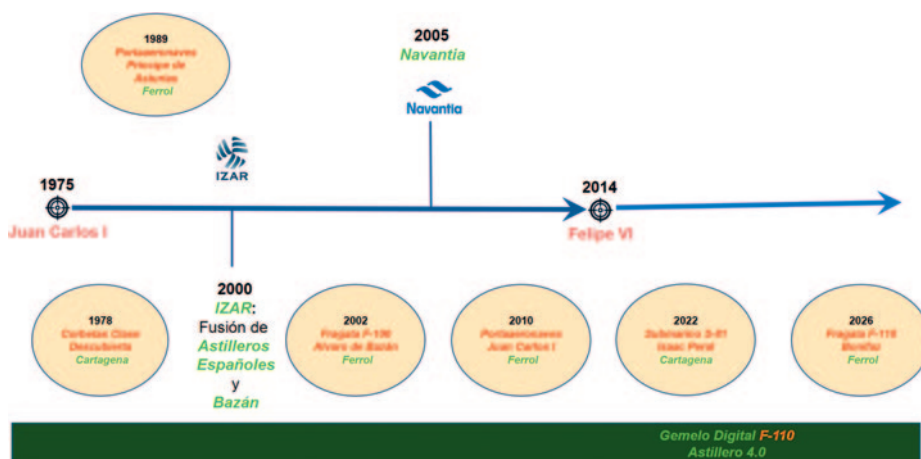 1989
Portaaeronaves
Príncipe de
Asturias
Ferrol
2005
Navantia
Navantia
IZAR
1975
Juan Carlos I
2014
Felipe VI
1978
Corbetas Clase
Descubierta
Cartagena
2000
IZAR:
Fusión de
Astilleros
Españoles
y
Bazán
2002
Fragata F-100
Alvaro de Bazán
Ferrol
2010
Portaaeronaves
Juan Carlos I
Ferrol
2022
Submarino S-81
Isaac Peral
Cartagena
2026
Fragata F-110
Bonifaz
Ferrol
Gemelo Digital F-110
Astillero 4.0